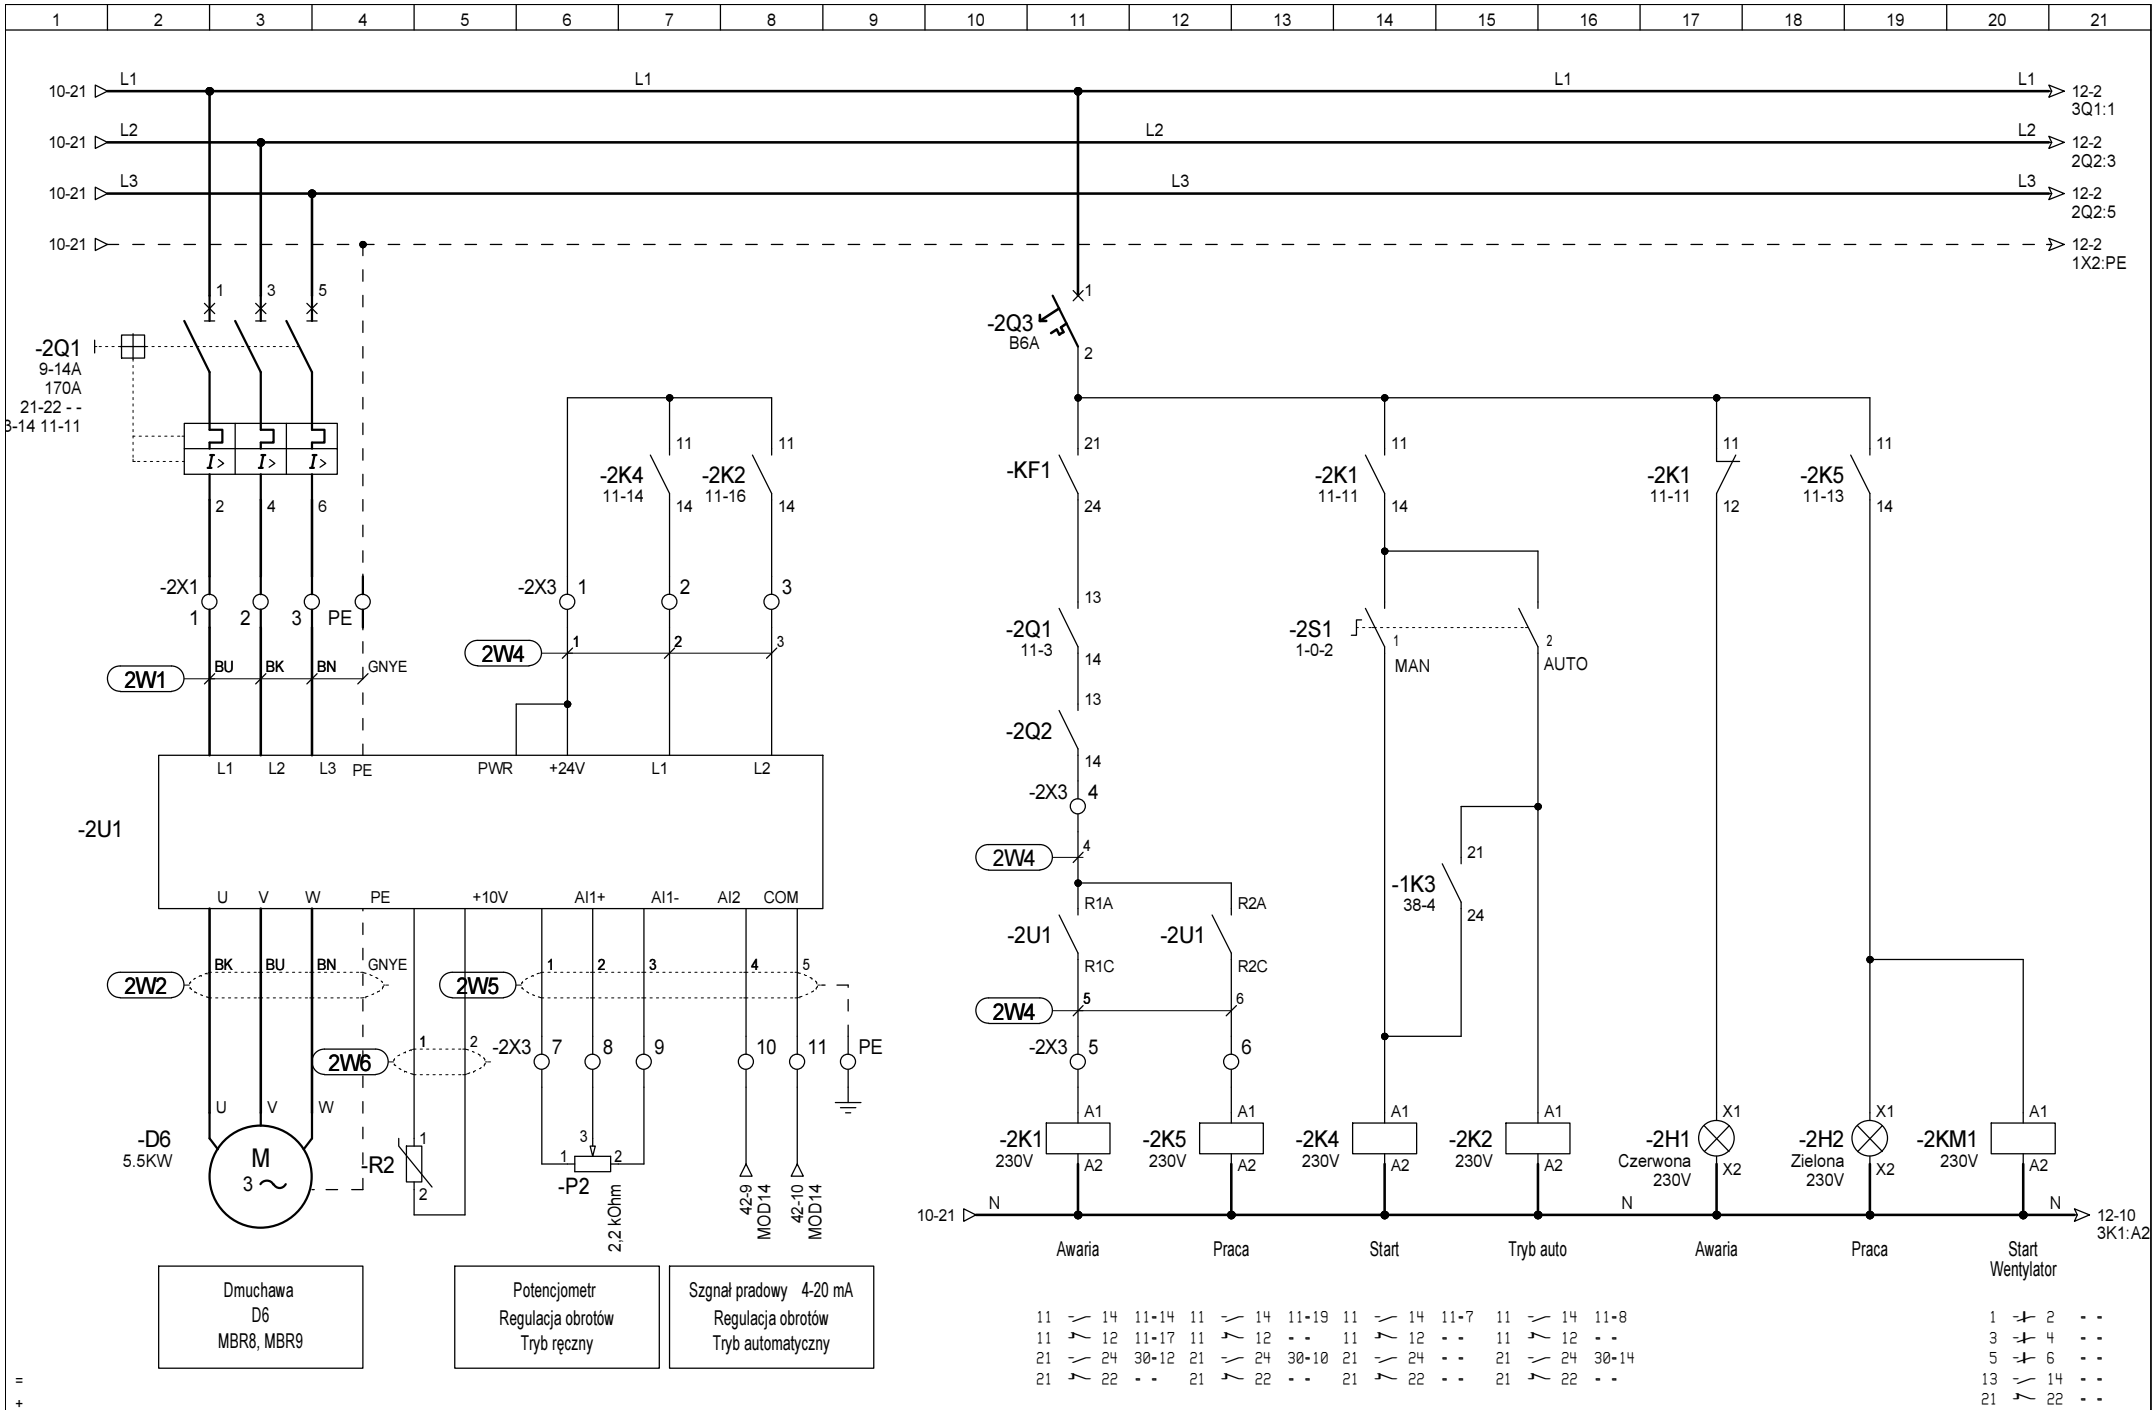 1 2 3 4 5 6 7 8 9 10 11 12 13 14 15 16 17 18 19 20 21
10-21 L1 L1 L1 L1 12-2
3Q1:1
10-21 L2 L2 L2 12-2
2Q2:3
10-21 L3 L3 L3 12-2
2Q2:5
10-21 12-2
1X2:PE
1 3 5 1
-2Q3
B6A
2
-2Q1
9-14A
170A
21-22 - -
3-14 11-11
I> I> I>
2 4 6
11 11 21 11 11 11
-2K4 -2K2 -KF1 -2K1 -2K1 -2K5
11-14 11-16 11-11 11-11 11-13
14 14 24 14 12 14
-2X1 -2X3 1 2 3 13
1 2 3 PE
-2Q1
11-3
14
-2S1
1-0-2
1 2
MAN AUTO
2W4 1 2 3
2W1 BU BK BN GNYE
13
-2Q2
14
L1 L2 L3 PE PWR +24V L1 L2
-2X3 4
-2U1
2W4 4
21
-1K3
38-4
24
U V W PE +10V AI1+ AI1- AI2 COM
R1A R2A
-2U1 -2U1
R1C R2C
2W2 BK BU BN GNYE 2W5 1 2 3 4 5
2W4 5 6
2W6 1 2 -2X3 7 8 9 10 11 PE
-2X3 5 6
U V W
-D6
5.5KW
M
3
-R2
1
2
3
1 2
-P2
2,2 kOhm
42-9
MOD14
42-10
MOD14
A1 A1 A1 A1 X1 X1 A1
-2K1 -2K5 -2K4 -2K2 -2H1 -2H2 -2KM1
230V 230V 230V 230V Czerwona Zielona 230V
A2 A2 A2 A2 230V X2 230V X2 A2
10-21 N N N 12-10
3K1:A2
Awaria Praca Start Tryb auto Awaria Praca Start
Wentylator
Dmuchawa
D6
MBR8, MBR9
Potencjometr
Regulacja obrotów
Tryb ręczny
Szgnał pradowy 4-20 mA
Regulacja obrotów
Tryb automatyczny
11 14 11-14 11 14 11-19 11 14 11-7 11 14 11-8 1 2 - -
11 12 11-17 11 12 - - 11 12 - - 11 12 - - 3 4 - -
21 24 30-12 21 24 30-10 21 24 - - 21 24 30-14 5 6 - -
21 22 - - 21 22 - - 21 22 - - 21 22 - - 13 14 - -
21 22 - -
=
+